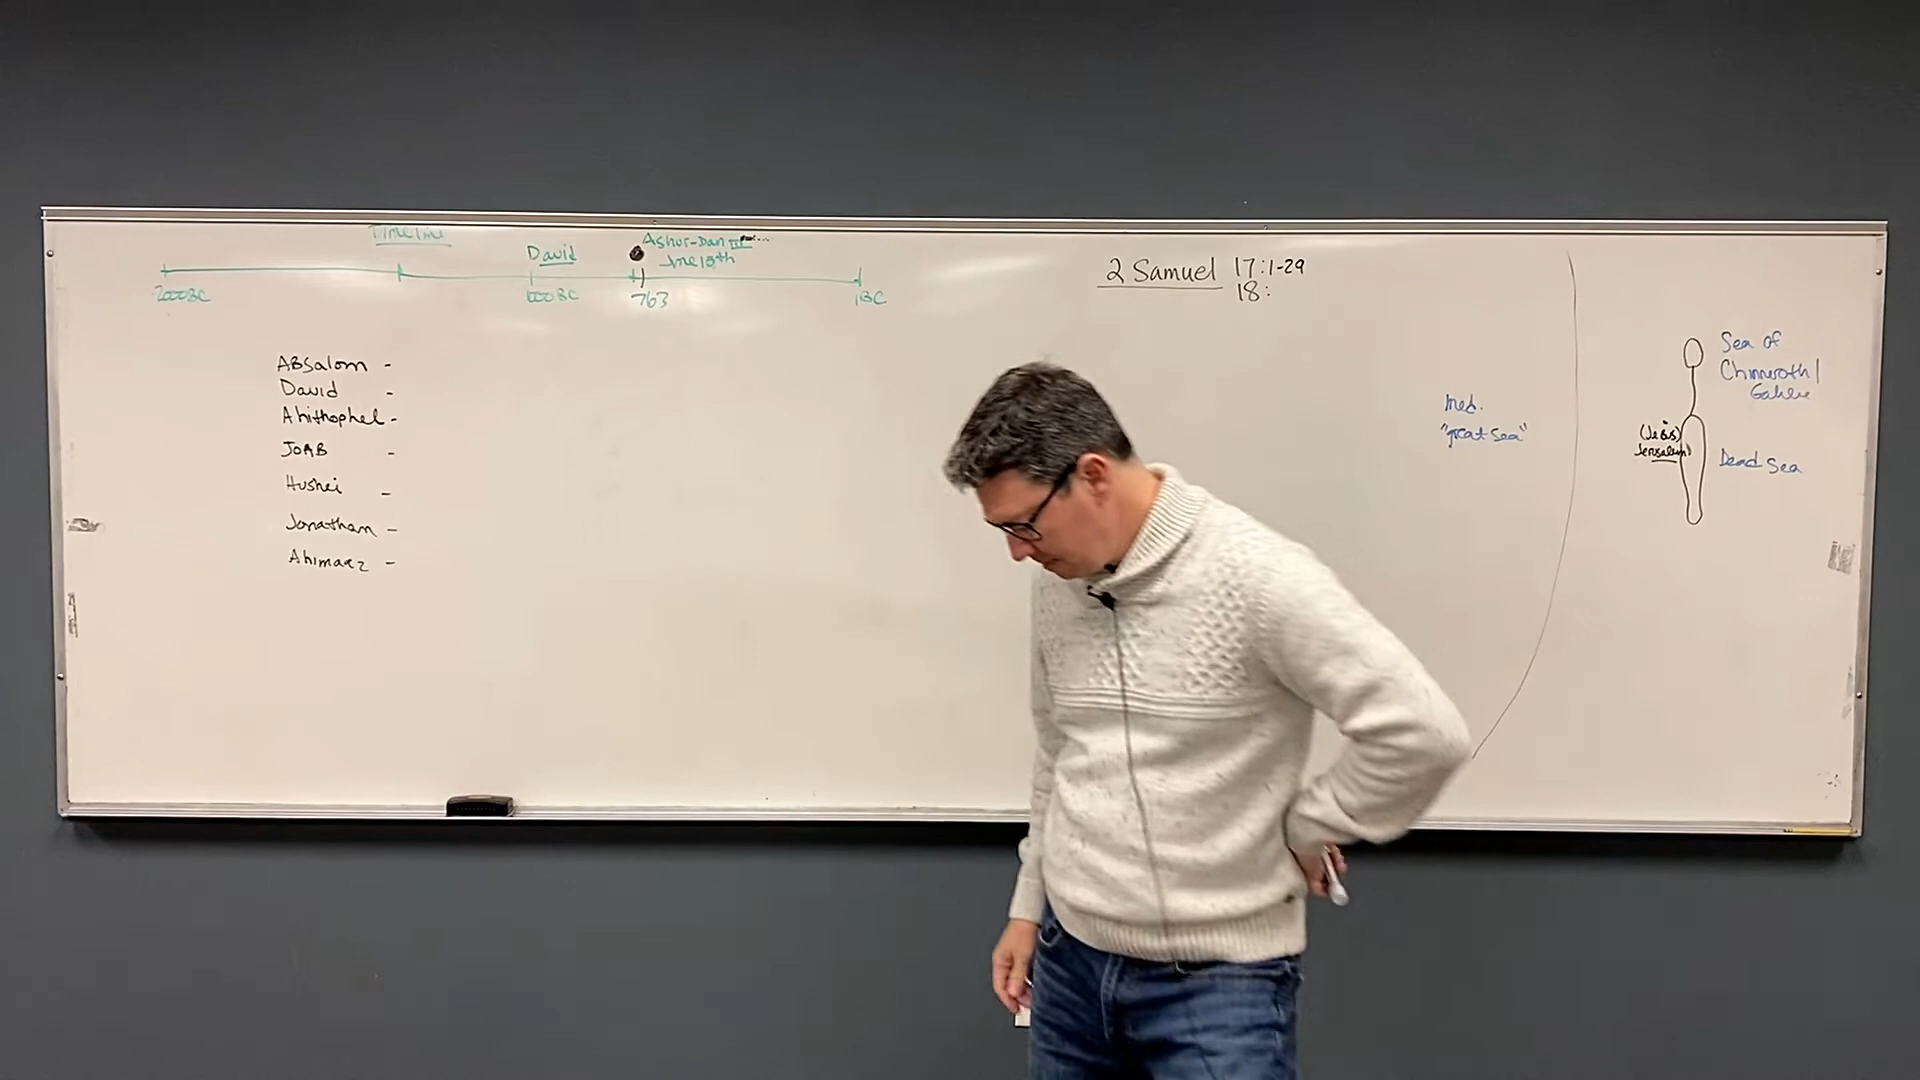 Timeline
David
Ashur-Dan III
June 15th
2000BC
1000BC
763
1BC
2 Samuel 17:1-29
18:
ABSalom -
David -
Ahithophel -
JOAB -
Hushai -
Jonathan -
Ahimaaz -
Med.
"great sea"
Sea of
Chinneroth/
Galilee
(Jebus)
Jerusalem
Dead Sea